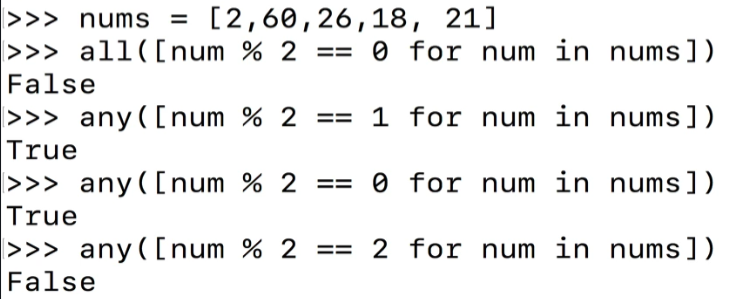 >>> nums = [2,60,26,18, 21]
>>> all([num % 2 == 0 for num in nums])
False
>>> any([num % 2 == 1 for num in nums])
True
>>> any([num % 2 == 0 for num in nums])
True
>>> any([num % 2 == 2 for num in nums])
False